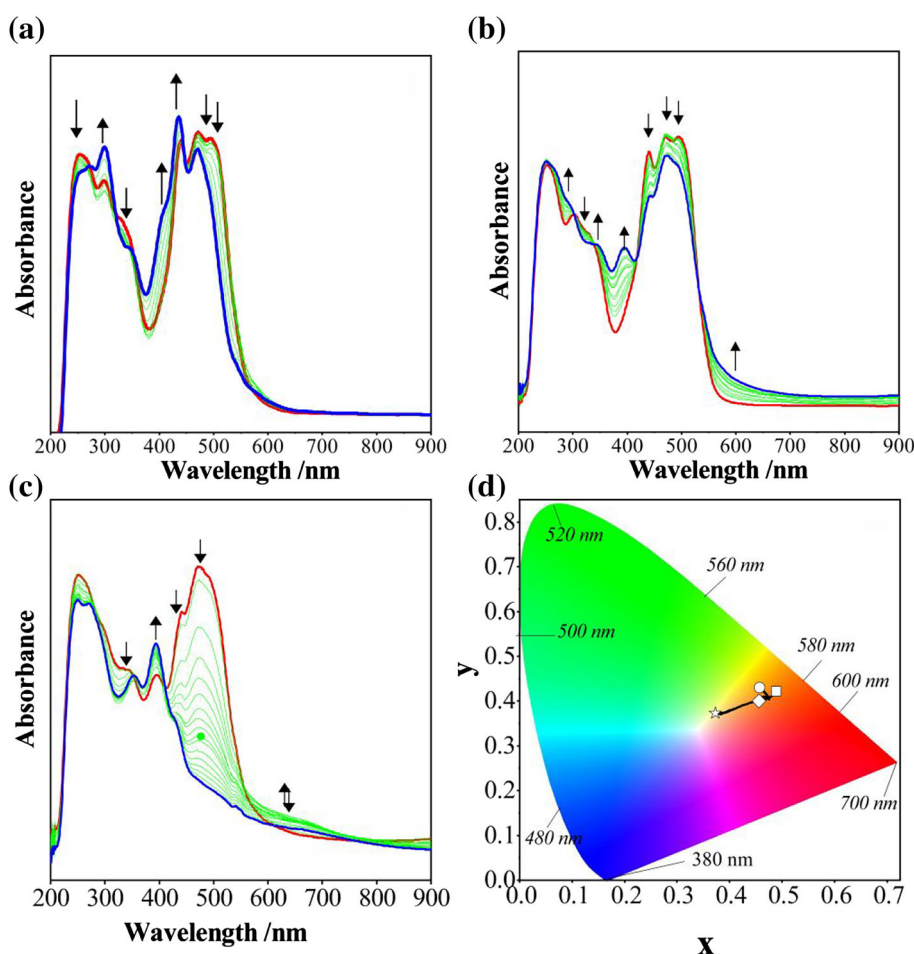 (a)
Absorbance
200 300 400 500 600 700 800 900
Wavelength /nm
(b)
Absorbance
200 300 400 500 600 700 800 900
Wavelength /nm
(c)
Absorbance
200 300 400 500 600 700 800 900
Wavelength /nm
(d)
y
0.8
0.7
0.6
0.5
0.4
0.3
0.2
0.1
0.0
520 nm
560 nm
500 nm
580 nm
600 nm
700 nm
480 nm
380 nm
0.0 0.1 0.2 0.3 0.4 0.5 0.6 0.7
x